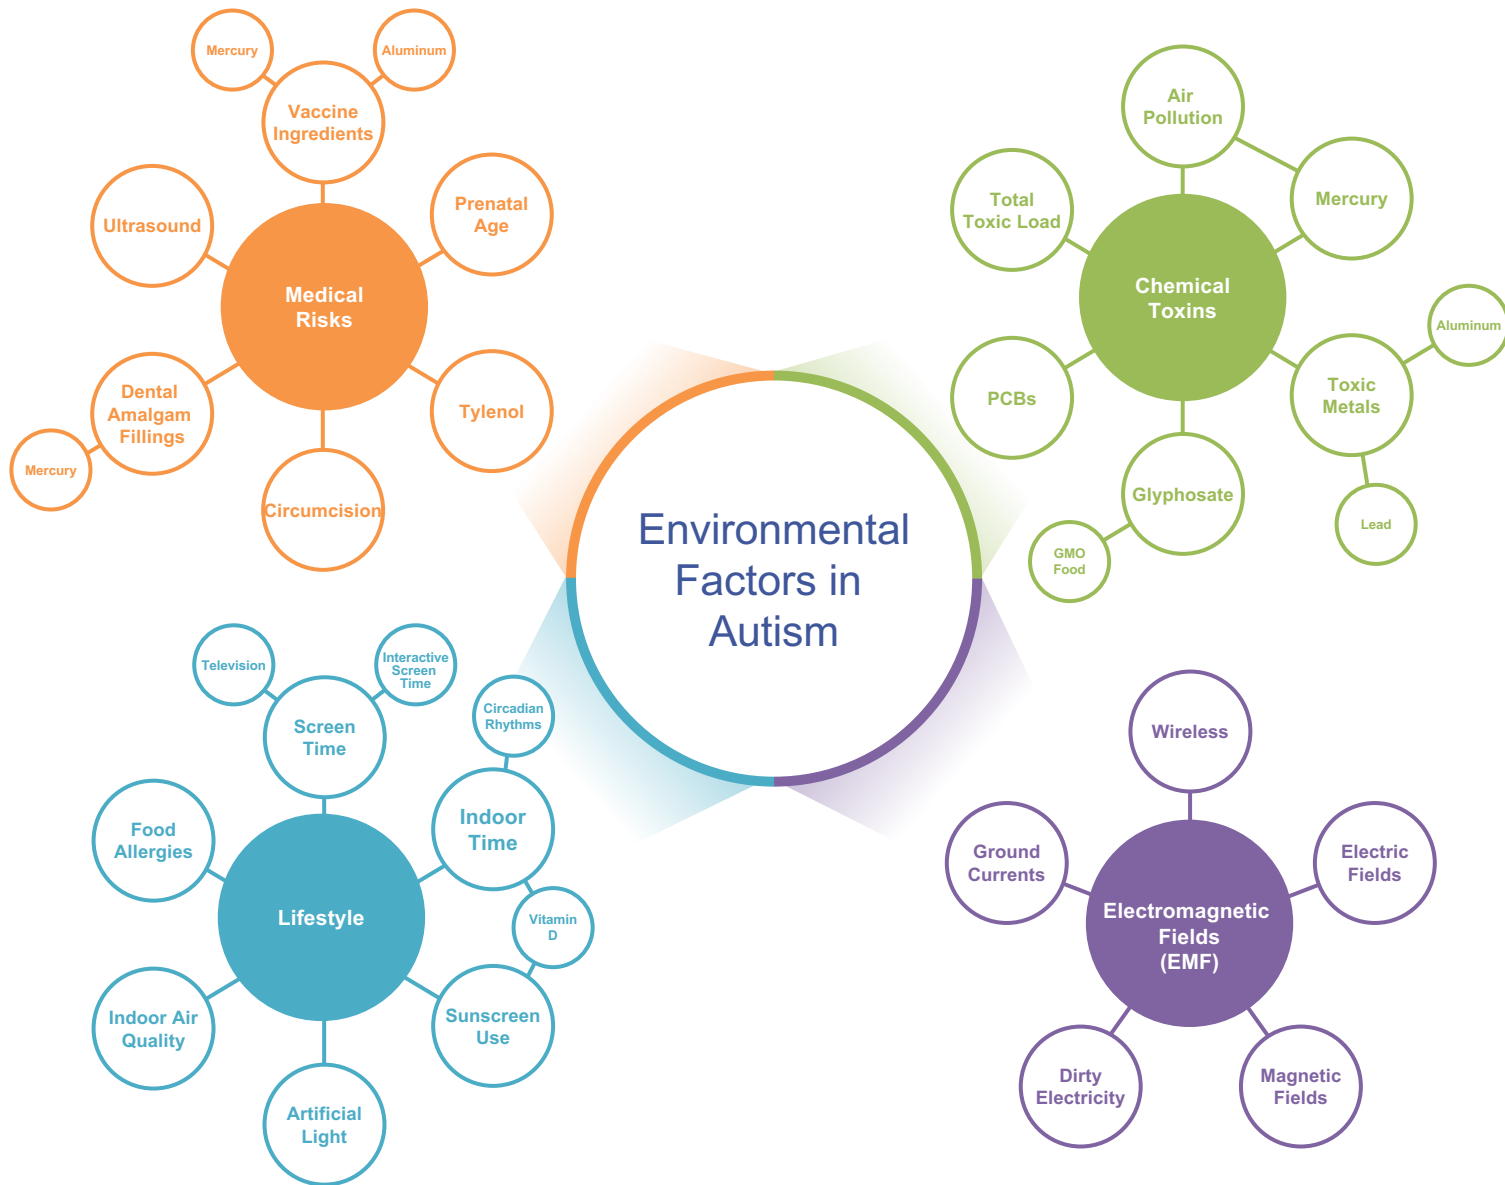 Mercury
Aluminum
Vaccine
Ingredients
Ultrasound
Prenatal
Age
Medical
Risks
Dental
Amalgam
Fillings
Mercury
Tylenol
Circumcision
Air
Pollution
Total
Toxic Load
Mercury
Chemical
Toxins
Aluminum
PCBs
Toxic
Metals
Glyphosate
Lead
GMO
Food
Environmental
Factors in
Autism
Television
Interactive
Screen
Time
Screen
Time
Circadian
Rhythms
Food
Allergies
Indoor
Time
Lifestyle
Vitamin
D
Indoor Air
Quality
Sunscreen
Use
Artificial
Light
Wireless
Ground
Currents
Electric
Fields
Electromagnetic
Fields
(EMF)
Dirty
Electricity
Magnetic
Fields